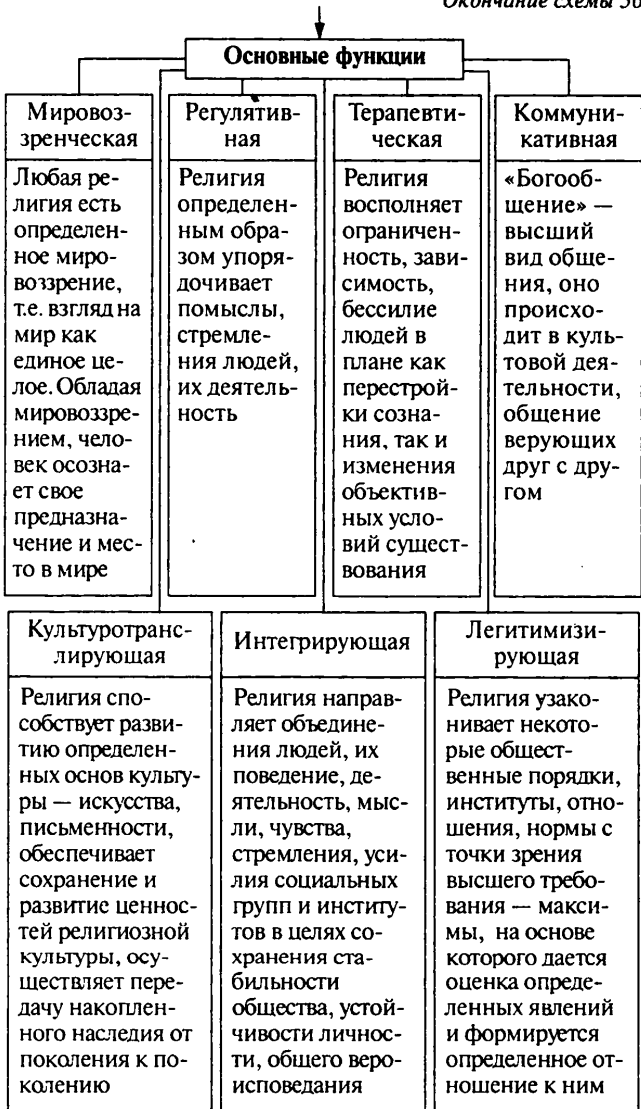 Окончание схемы
Основные функции
Мировоз-
зренческая
Любая ре-
лигия есть
определен-
ное миро-
воззрение,
т.е. взгляд на
мир как
единое це-
лое. Обладая
мировоззре-
нием, чело-
век осозна-
ет свое
предназна-
чение и мес-
то в мире
Регулятив-
ная
Религия
определен-
ным обра-
зом упоря-
дочивает
помыслы,
стремле-
ния людей,
их деятель-
ность
Терапевти-
ческая
Религия
восполняет
ограничен-
ность, зави-
симость,
бессилие
людей в
плане как
перестрой-
ки созна-
ния, так и
изменения
объектив-
ных усло-
вий сущест-
вования
Коммуни-
кативная
«Богооб-
щение» —
высший
вид обще-
ния, оно
происхо-
дит в куль-
товой дея-
тельности,
общение
верующих
друг с дру-
гом
Культуротранс-
лирующая
Религия спо-
собствует разви-
тию определен-
ных основ культу-
ры — искусства,
письменности,
обеспечивает
сохранение и
развитие ценнос-
тей религиозной
культуры, осу-
ществляет пере-
дачу накоплен-
ного наследия от
поколения к по-
колению
Интегрирующая
Религия направ-
ляет объедине-
ния людей, их
поведение, де-
ятельность, мыс-
ли, чувства,
стремления, уси-
лия социальных
групп и институ-
тов в целях со-
хранения ста-
бильности
общества, устой-
чивости личнос-
ти, общего веро-
исповедания
Легитимизи-
рующая
Религия узако-
нивает некото-
рые общест-
венные порядки,
институты, отно-
шения, нормы с
точки зрения
высшего требо-
вания — макси-
мы, на основе
которого дается
оценка опреде-
ленных явлений
и формируется
определенное от-
ношение к ним